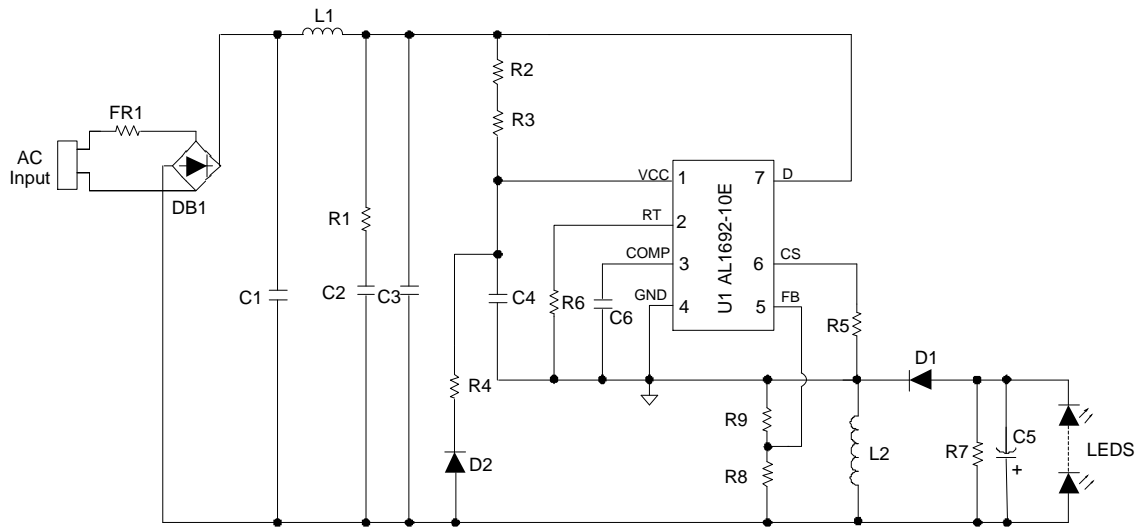 L1
R2
FR1
R3
AC
Input
VCC
1
7
D
DB1
R1
RT
2
U1 AL1692-10E
COMP
3
6
CS
C1
C2
C3
C4
R6
C6
GND
4
5
FB
R5
D1
R4
R9
L2
R7
C5
+
LEDS
D2
R8